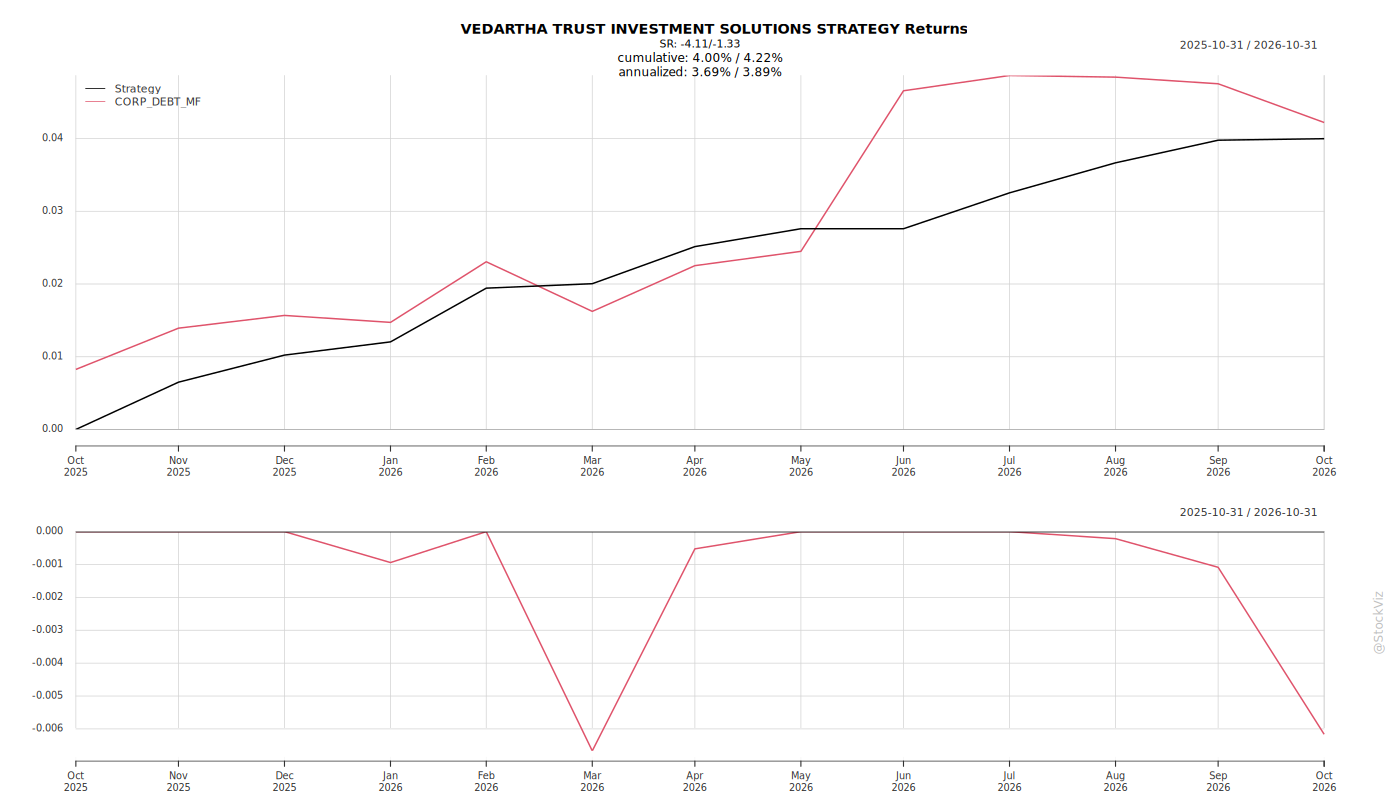 VEDARTHA TRUST INVESTMENT SOLUTIONS STRATEGY Returns
SR: -4.11/-1.33
cumulative: 4.00% / 4.22%
annualized: 3.69% / 3.89%
2025-10-31 / 2026-10-31
Strategy
CORP_DEBT_MF
0.04
0.03
0.02
0.01
0.00
Oct Nov Dec Jan Feb Mar Apr May Jun Jul Aug Sep Oct
2025 2025 2025 2026 2026 2026 2026 2026 2026 2026 2026 2026 2026
2025-10-31 / 2026-10-31
0.000
-0.001
-0.002
-0.003
-0.004
-0.005
-0.006
Oct Nov Dec Jan Feb Mar Apr May Jun Jul Aug Sep Oct
2025 2025 2025 2026 2026 2026 2026 2026 2026 2026 2026 2026 2026
@StockViz